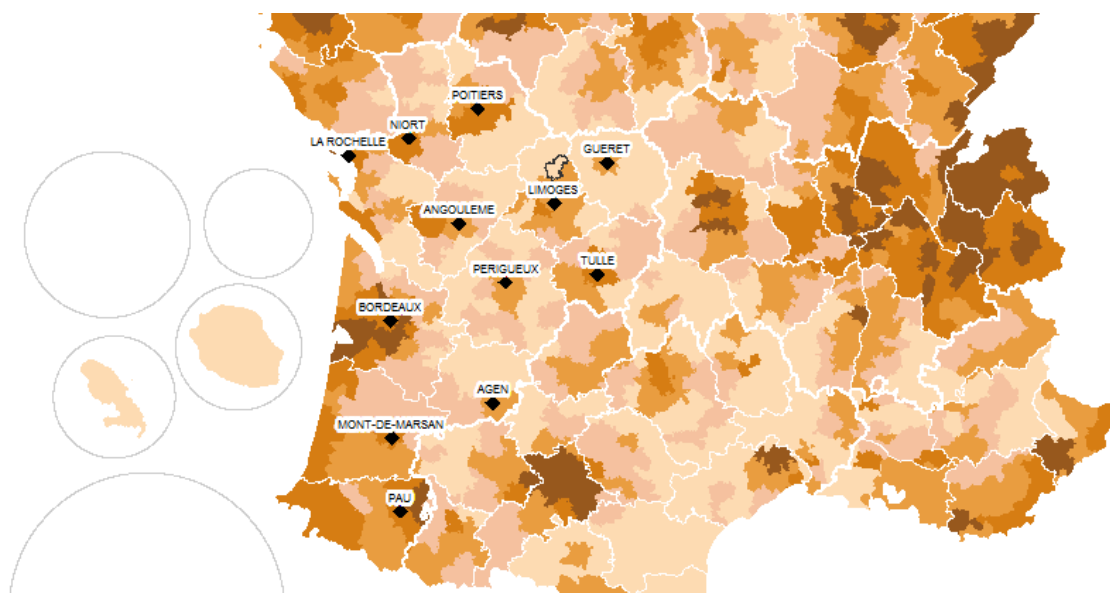 POITIERS
NIORT
LA ROCHELLE
GUERET
LIMOGES
ANGOULEME
TULLE
PERIGUEUX
BORDEAUX
AGEN
MONT-DE-MARSAN
PAU